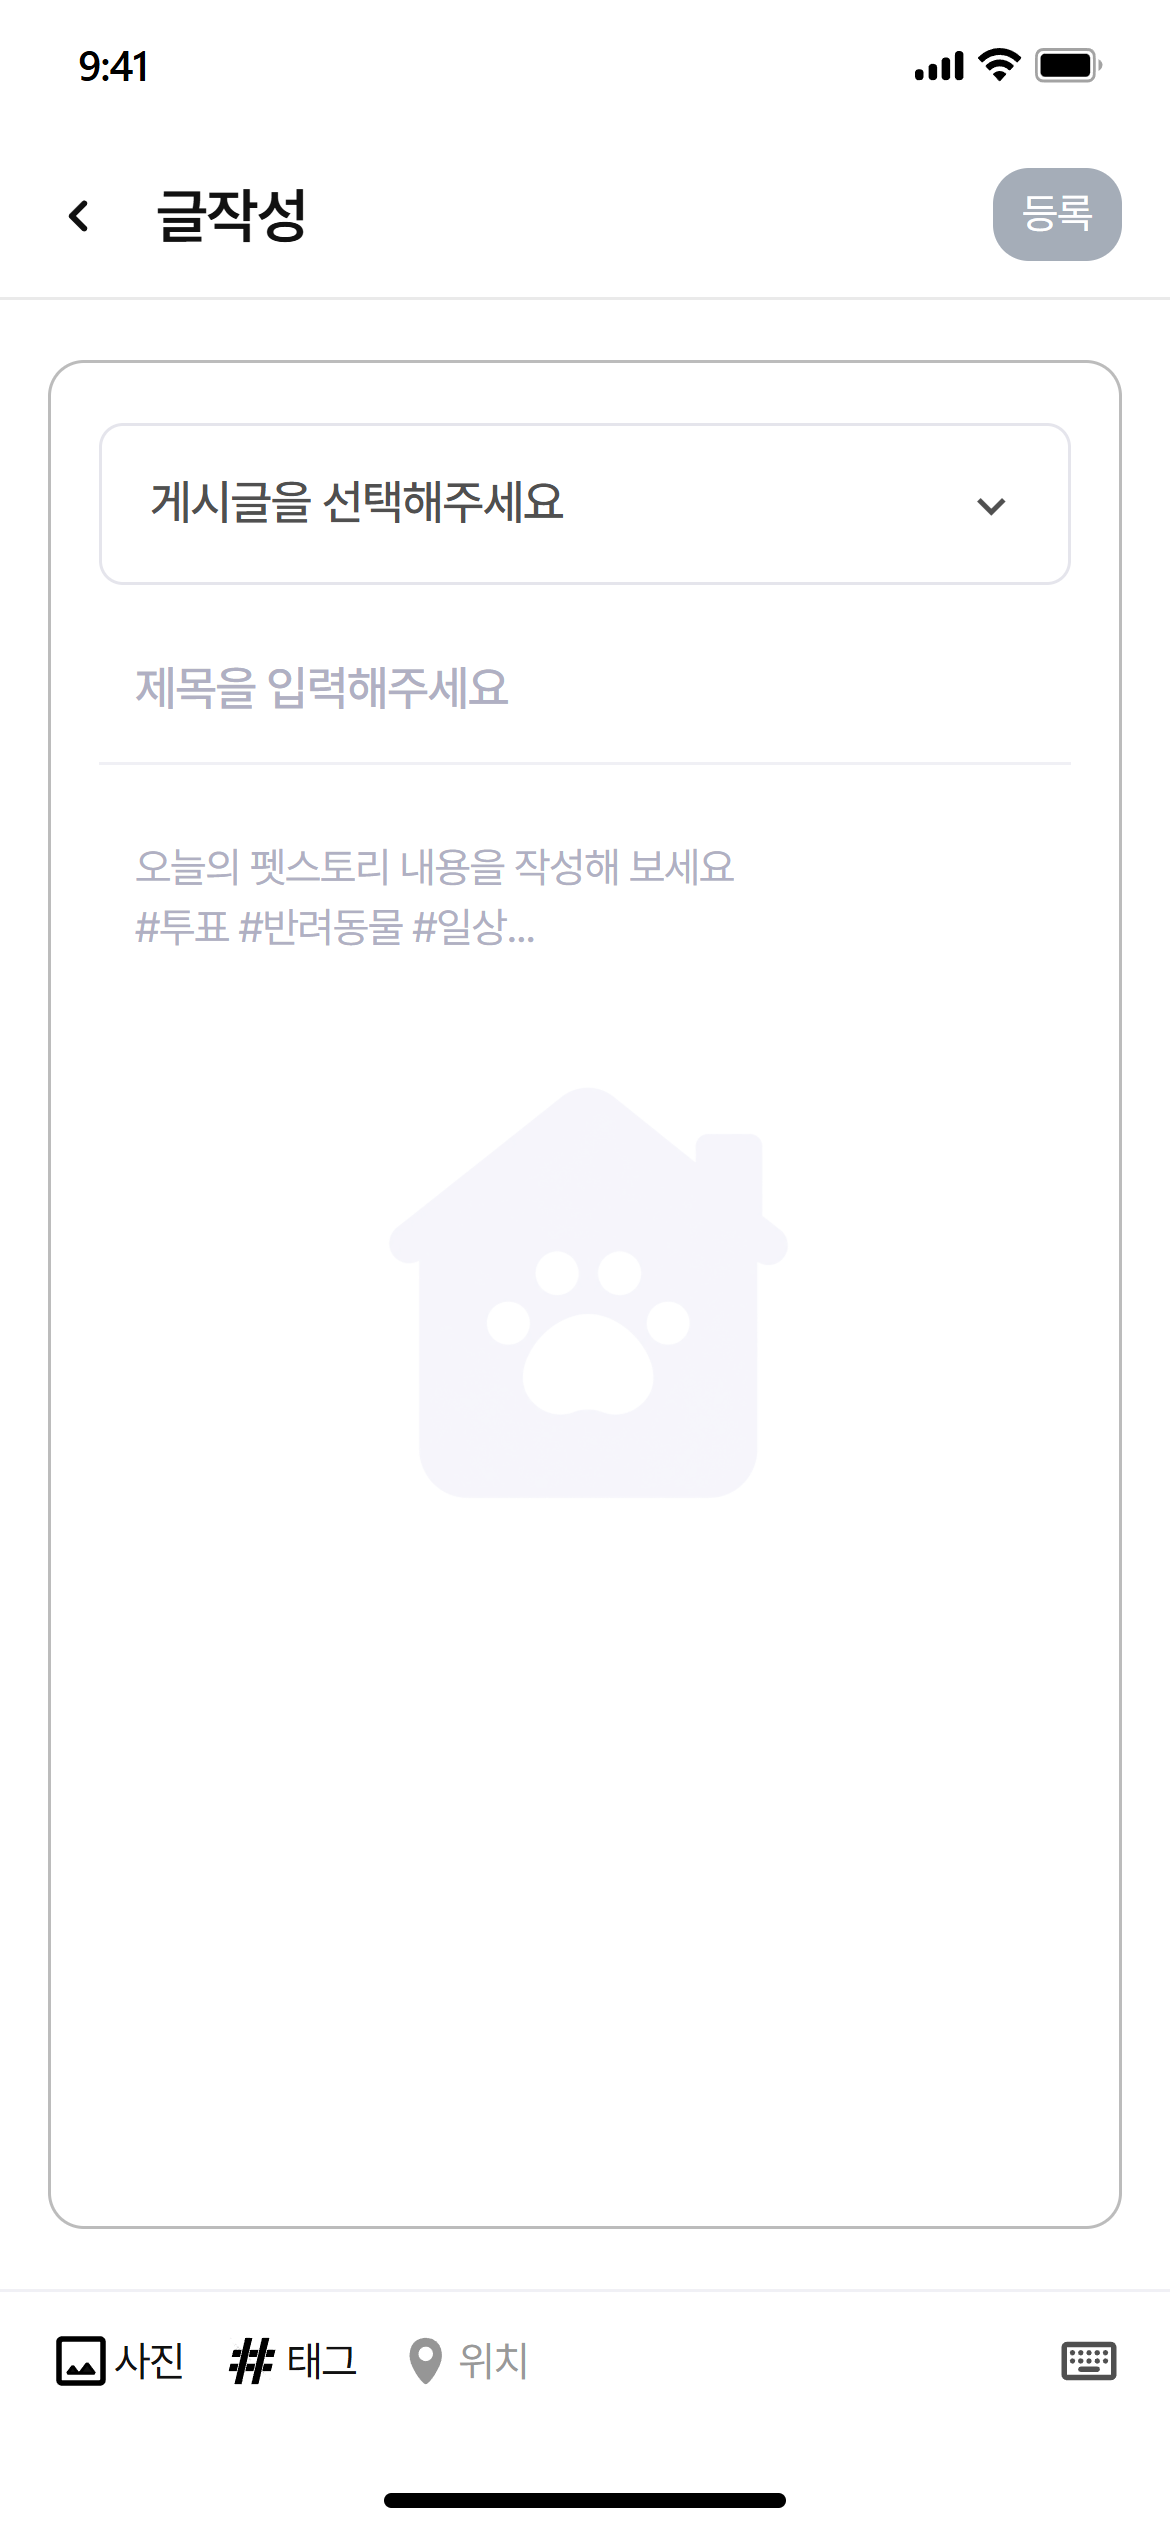 9:41
글작성
등록
게시글을 선택해주세요
제목을 입력해주세요
오늘의 펫스토리 내용을 작성해 보세요
#투표 #반려동물 #일상...
사진
태그
위치